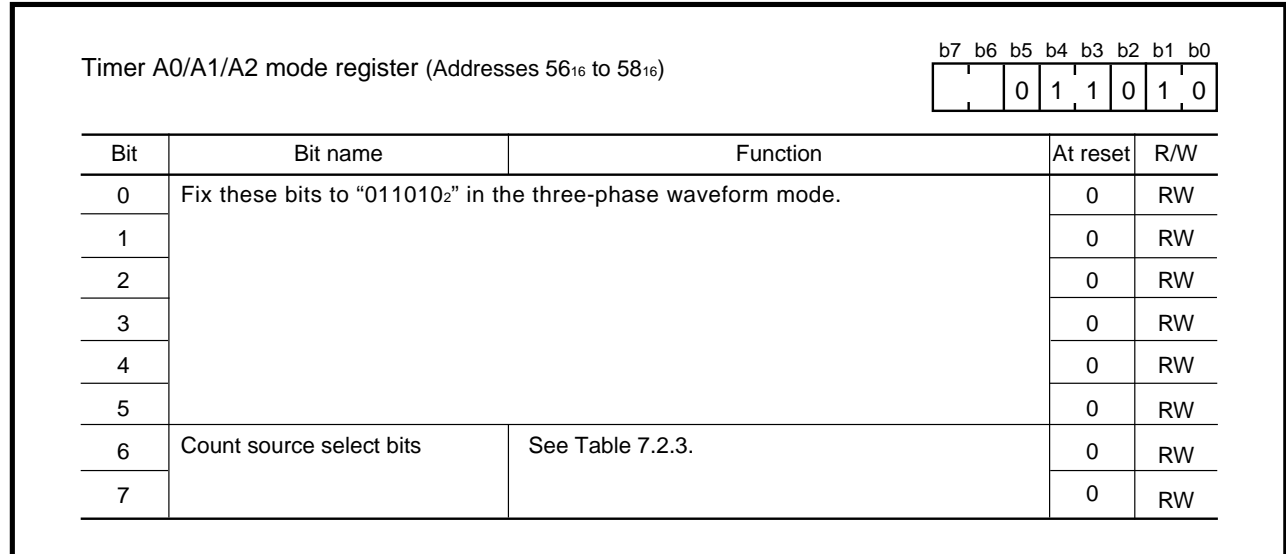 Timer A0/A1/A2 mode register (Addresses 5616 to 5816)
b7 b6 b5 b4 b3 b2 b1 b0
0 1 1 0 1 0
Bit Bit name Function At reset R/W
0 Fix these bits to “0110102” in the three-phase waveform mode. 0 RW
1 0 RW
2 0 RW
3 0 RW
4 0 RW
5 0 RW
6 Count source select bits See Table 7.2.3. 0 RW
7 0 RW